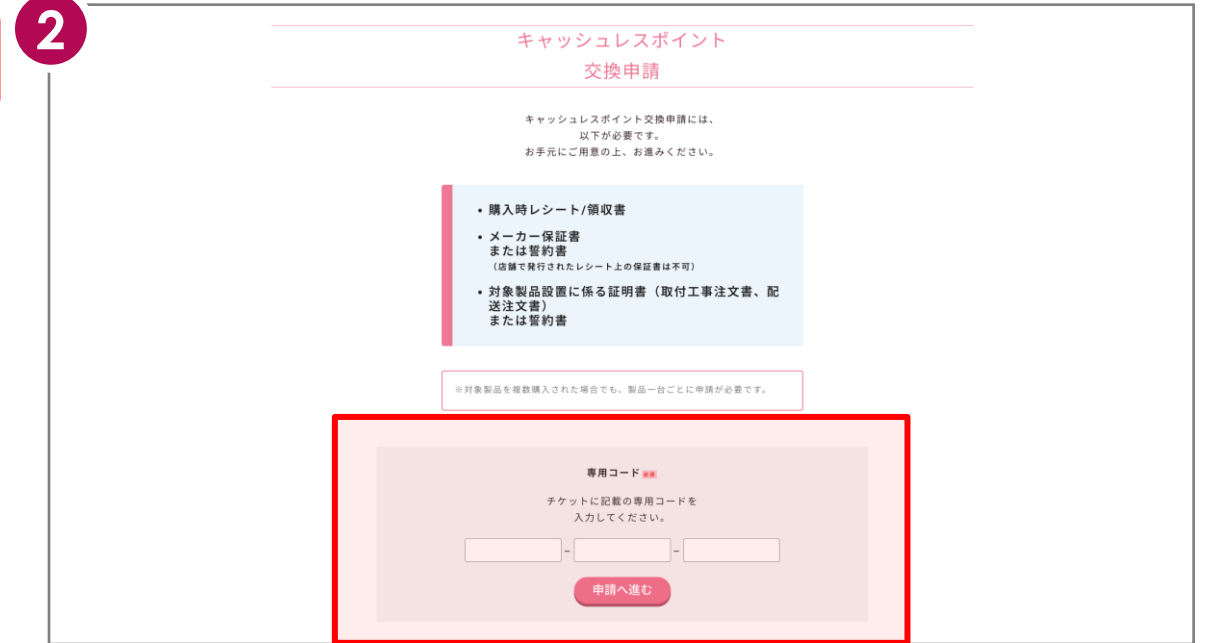 2
キャッシュレスポイント
交換申請
キャッシュレスポイント交換申請には、
以下が必要です。
お手元にご用意の上、お進みください。
• 購入時レシート/領収書
• メーカー保証書
または誓約書
（店舗で発行されたレシート上の保証書は不可）
• 対象製品設置に係る証明書（取付工事注文書、配
送注文書）
または誓約書
※対象製品を複数購入された場合でも、製品一台ごとに申請が必要です。
専用コード 必須
チケットに記載の専用コードを
入力してください。
– –
申請へ進む